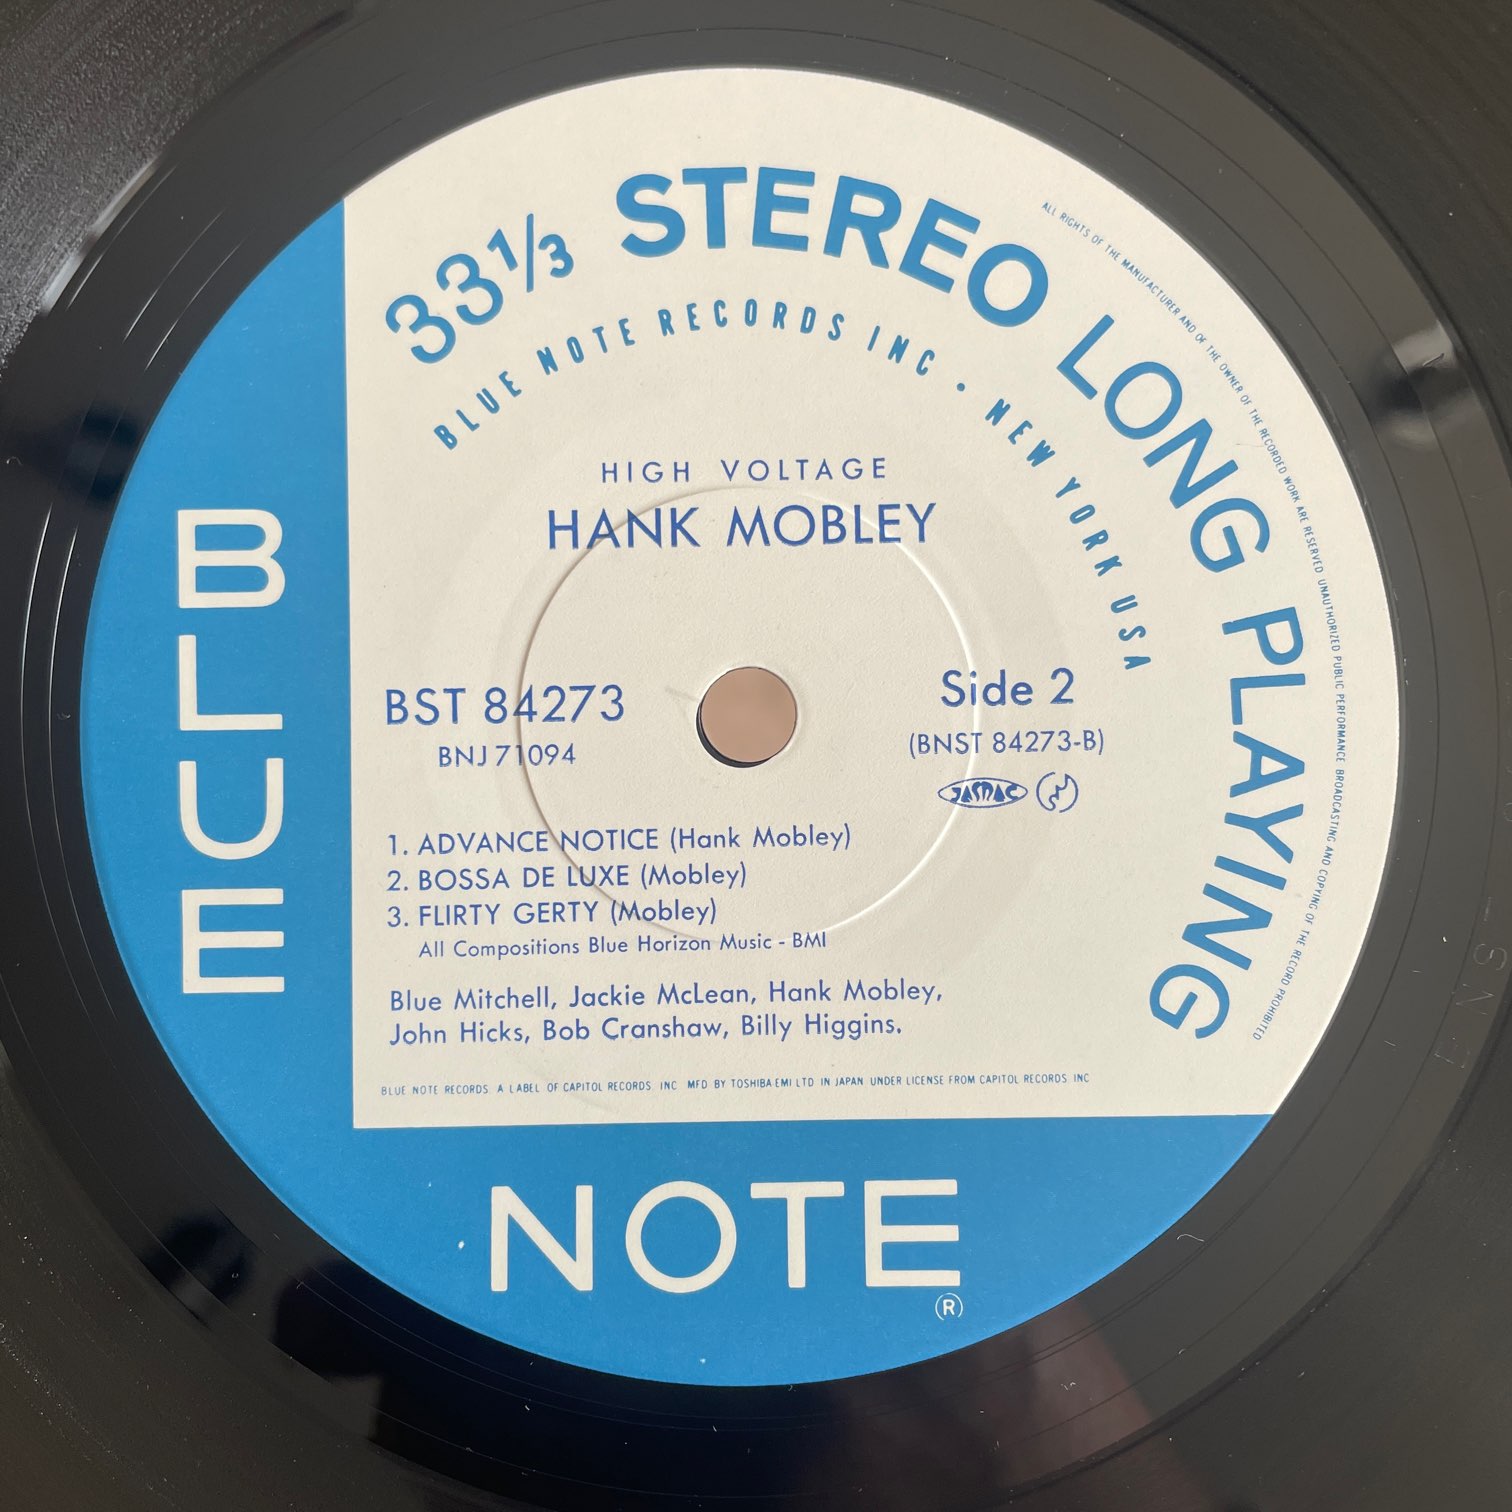 33 1/3 STEREO LONG PLAYING
ALL RIGHTS OF THE MANUFACTURER AND OF THE OWNER OF THE RECORDED WORK ARE RESERVED UNAUTHORIZED PUBLIC PERFORMANCE BROADCASTING AND COPYING OF THE RECORD PROHIBITED
BLUE NOTE RECORDS INC • NEW YORK USA
HIGH VOLTAGE
HANK MOBLEY
BST 84273
BNJ 71094
Side 2
(BNST 84273-B)
JASRAC
1. ADVANCE NOTICE (Hank Mobley)
2. BOSSA DE LUXE (Mobley)
3. FLIRTY GERTY (Mobley)
All Compositions Blue Horizon Music - BMI
Blue Mitchell, Jackie McLean, Hank Mobley,
John Hicks, Bob Cranshaw, Billy Higgins.
BLUE NOTE RECORDS. A LABEL OF CAPITOL RECORDS. INC MFD BY TOSHIBA EMI LTD IN JAPAN UNDER LICENSE FROM CAPITOL RECORDS INC
BLUE
NOTE
®